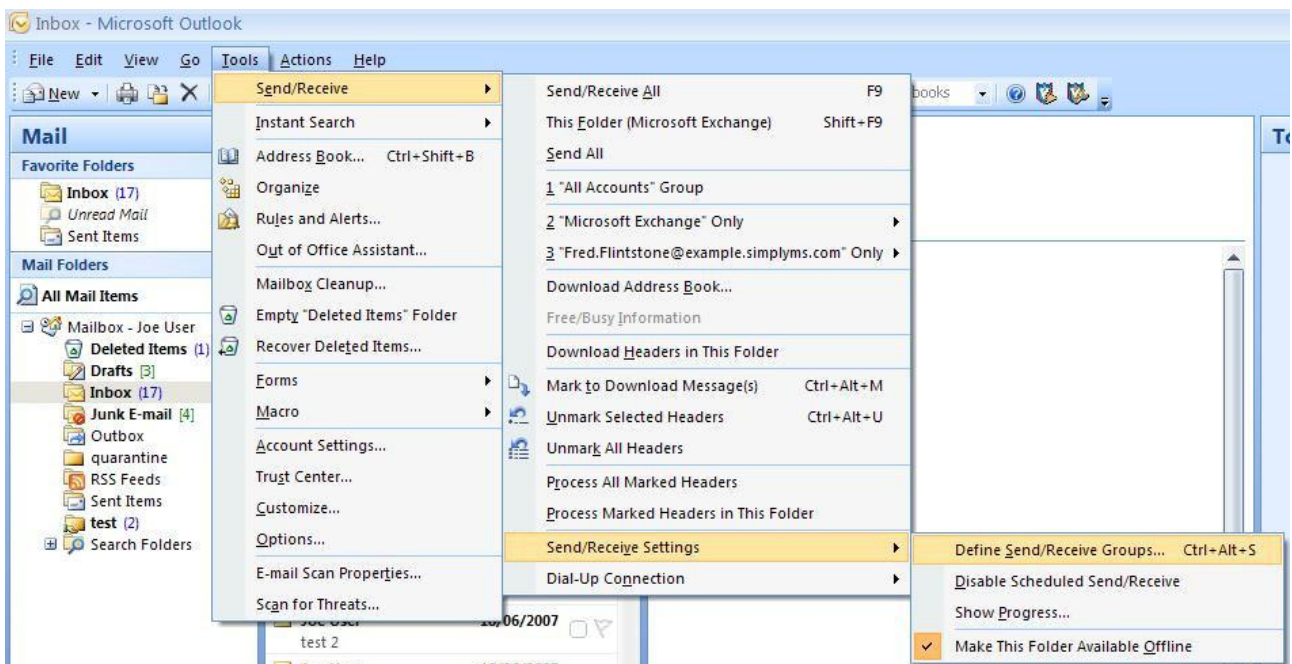 Inbox - Microsoft Outlook
File Edit View Go Tools Actions Help
New
books
Mail
Favorite Folders
Inbox (17)
Unread Mail
Sent Items
Mail Folders
All Mail Items
Mailbox - Joe User
Deleted Items (1)
Drafts [3]
Inbox (17)
Junk E-mail [4]
Outbox
quarantine
RSS Feeds
Sent Items
test (2)
Search Folders
Send/Receive
Instant Search
Address Book... Ctrl+Shift+B
Organize
Rules and Alerts...
Out of Office Assistant...
Mailbox Cleanup...
Empty "Deleted Items" Folder
Recover Deleted Items...
Forms
Macro
Account Settings...
Trust Center...
Customize...
Options...
E-mail Scan Properties...
Scan for Threats...
Send/Receive All F9
This Folder (Microsoft Exchange) Shift+F9
Send All
1 "All Accounts" Group
2 "Microsoft Exchange" Only
3 "Fred.Flintstone@example.simplyms.com" Only
Download Address Book...
Free/Busy Information
Download Headers in This Folder
Mark to Download Message(s) Ctrl+Alt+M
Unmark Selected Headers Ctrl+Alt+U
Unmark All Headers
Process All Marked Headers
Process Marked Headers in This Folder
Send/Receive Settings
Dial-Up Connection
Define Send/Receive Groups... Ctrl+Alt+S
Disable Scheduled Send/Receive
Show Progress...
Make This Folder Available Offline
Joe User
test 2